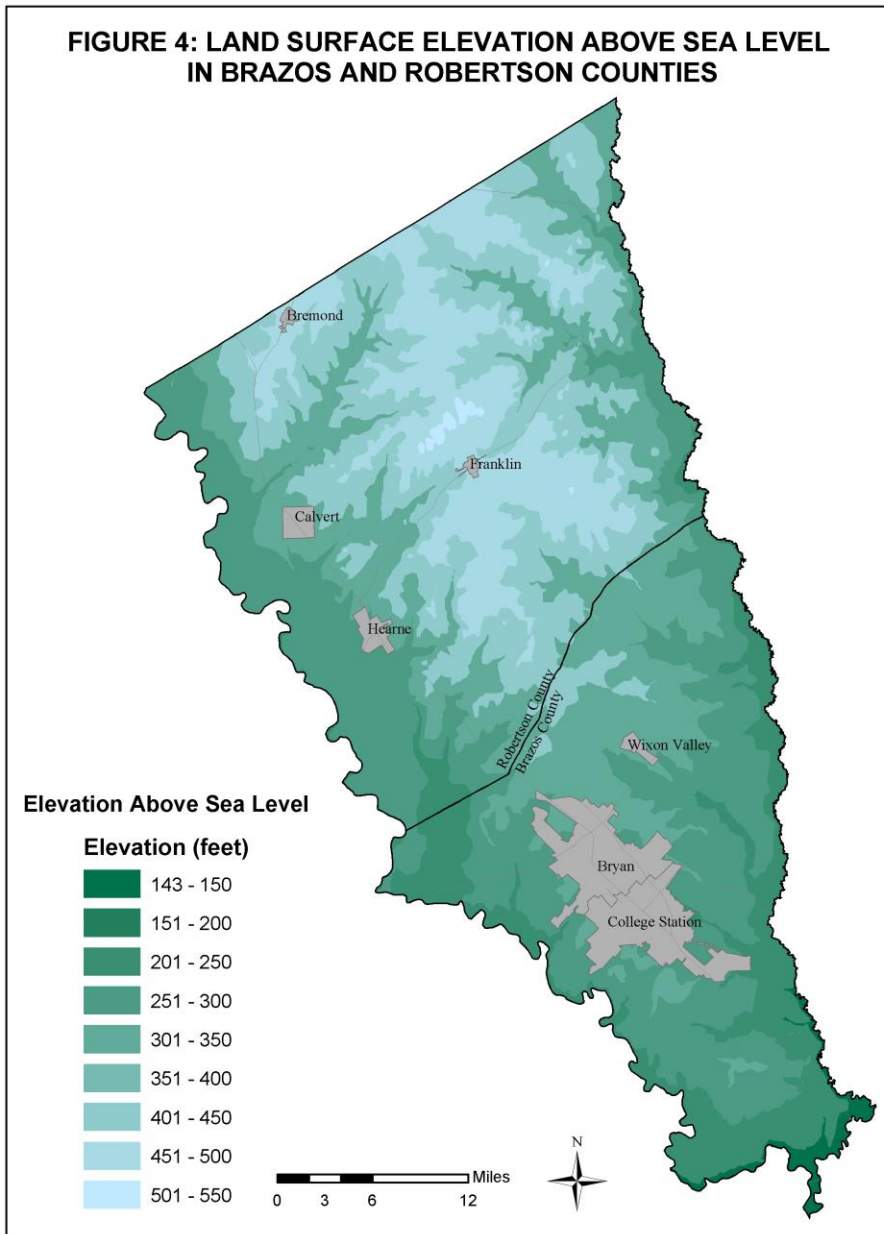 FIGURE 4: LAND SURFACE ELEVATION ABOVE SEA LEVEL
IN BRAZOS AND ROBERTSON COUNTIES
Bremond
Franklin
Calvert
Hearne
Robertson County
Brazos County
Wixon Valley
Bryan
College Station
Elevation Above Sea Level
Elevation (feet)
143 - 150
151 - 200
201 - 250
251 - 300
301 - 350
351 - 400
401 - 450
451 - 500
501 - 550
Miles
0 3 6 12
N